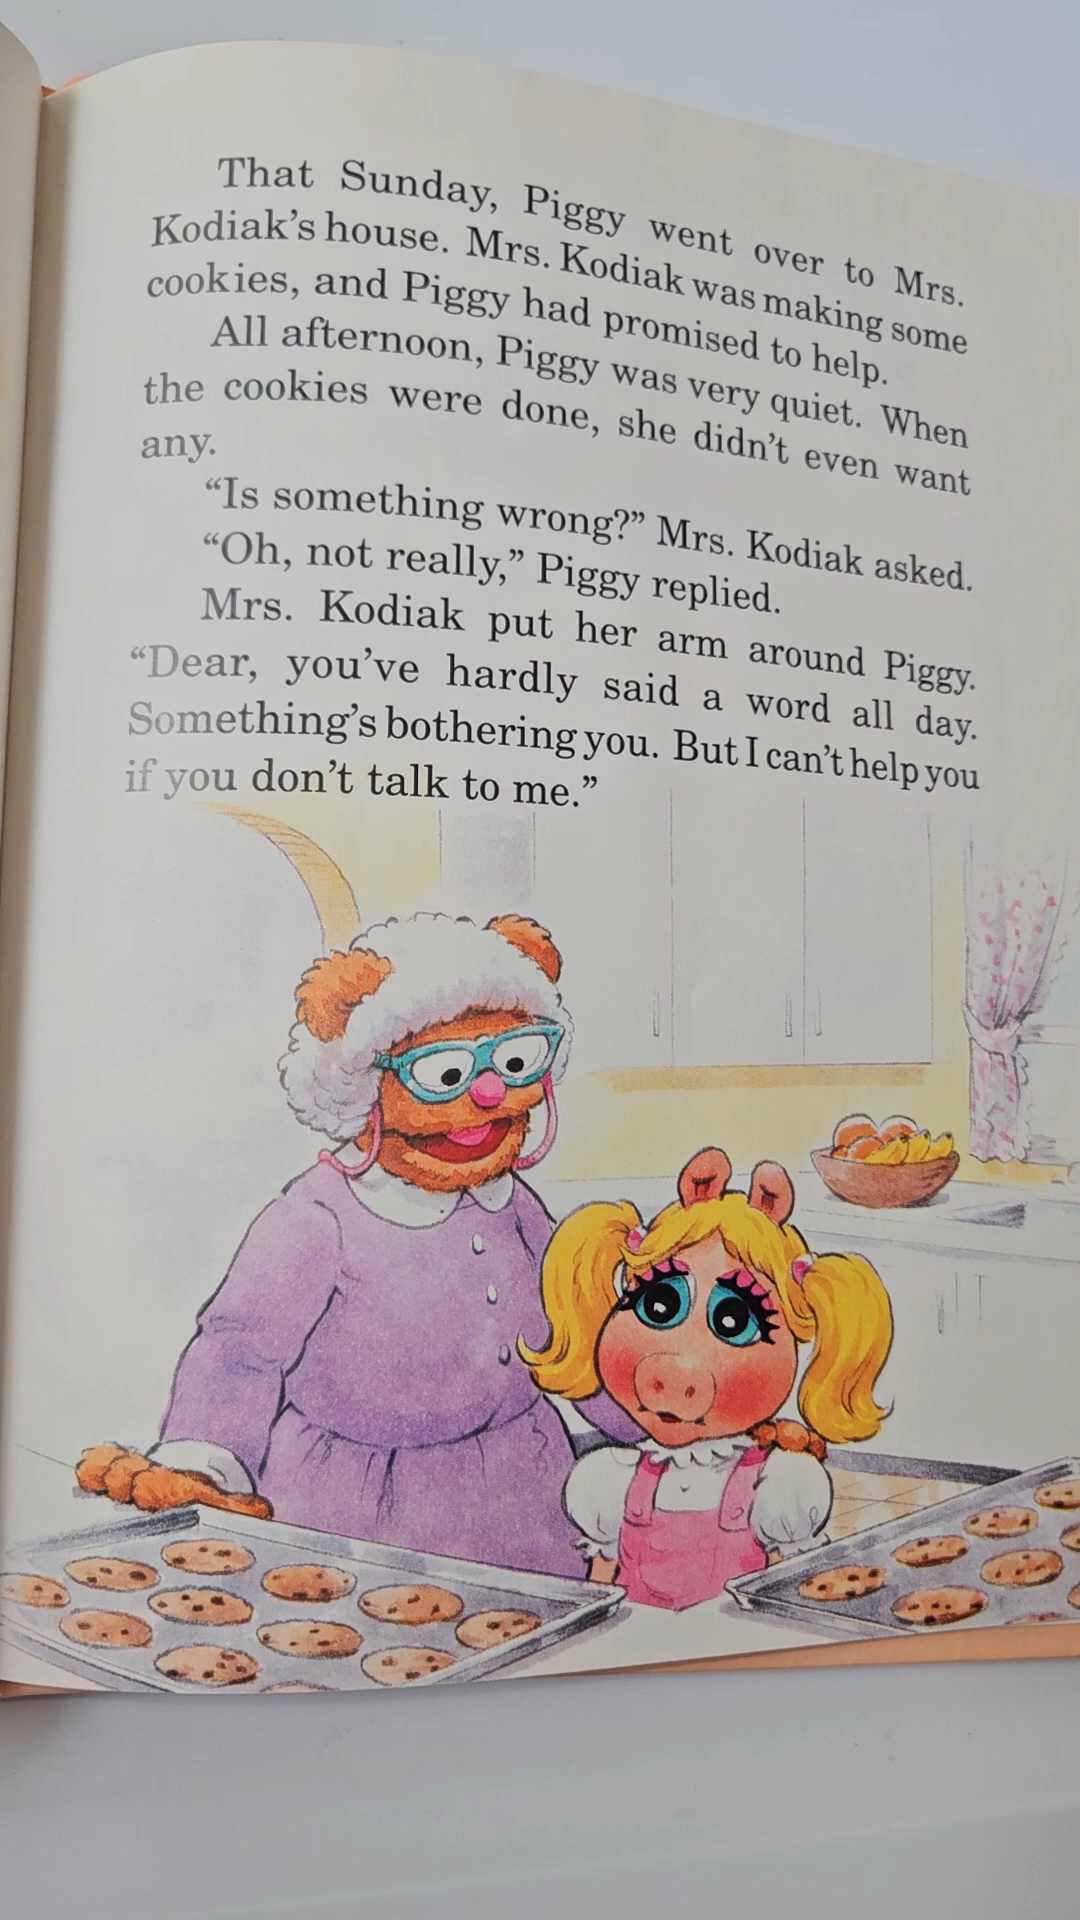 That Sunday, Piggy went over to Mrs.
Kodiak’s house. Mrs. Kodiak was making some
cookies, and Piggy had promised to help.
All afternoon, Piggy was very quiet. When
the cookies were done, she didn’t even want
any.
“Is something wrong?” Mrs. Kodiak asked.
“Oh, not really,” Piggy replied.
Mrs. Kodiak put her arm around Piggy.
“Dear, you’ve hardly said a word all day.
Something’s bothering you. But I can’t help you
if you don’t talk to me.”